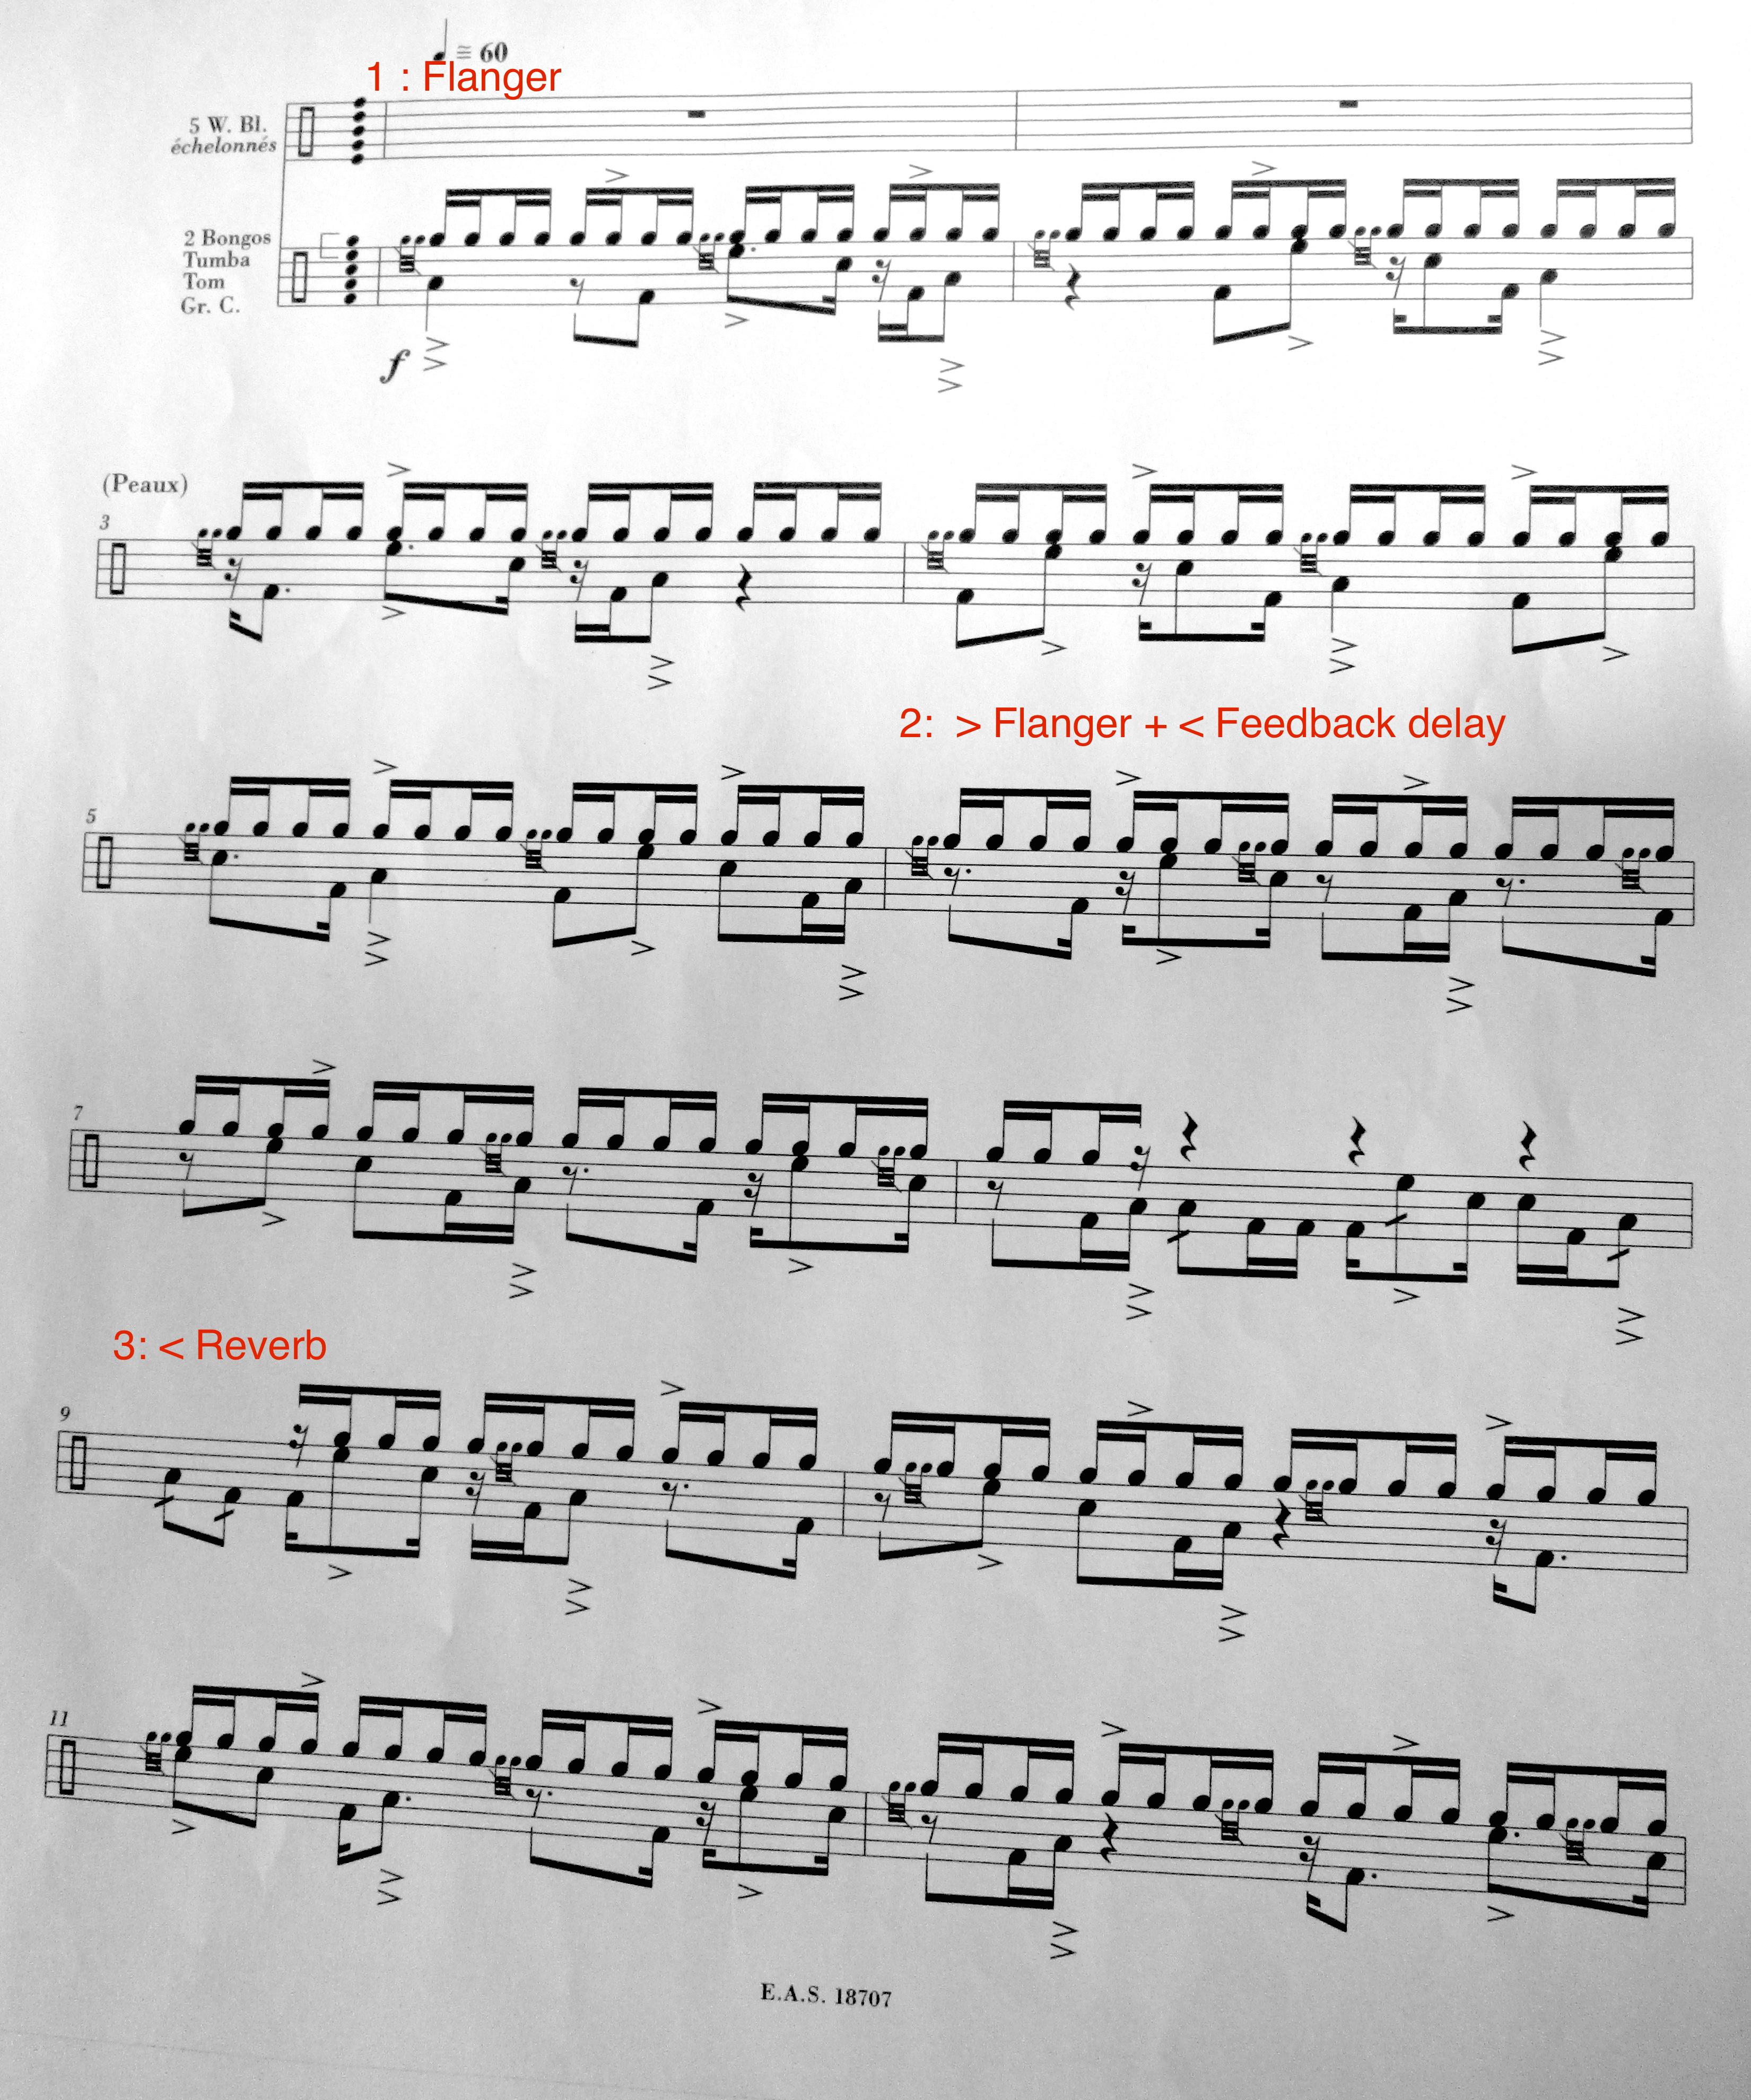 ♩ ≅ 60
1 : Flanger
5 W. Bl.
échelonnés
2 Bongos
Tumba
Tom
Gr. C.
f
(Peaux)
3
2: > Flanger + < Feedback delay
5
7
3: < Reverb
9
11
E.A.S. 18707